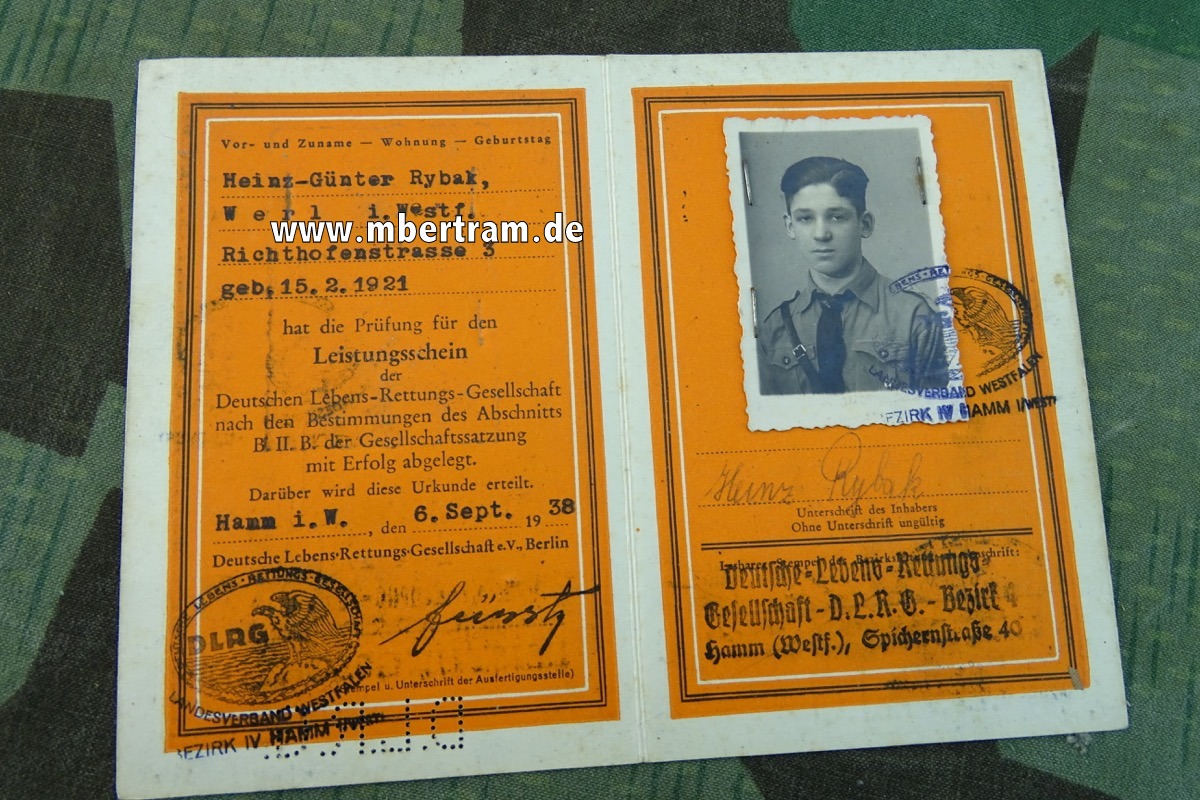 Vor- und Zuname — Wohnung — Geburtstag
Heinz-Günter Rybak,
Werl i.Westf.
www.mbertram.de
Richthofenstrasse 3
geb. 15.2.1921
hat die Prüfung für den
Leistungsschein
der
Deutschen Lebens-Rettungs-Gesellschaft
nach den Bestimmungen des Abschnitts
B. II. B. der Gesellschaftssatzung
mit Erfolg abgelegt.
Darüber wird diese Urkunde erteilt.
Hamm i.W. , den 6. Sept. 1938
Deutsche Lebens-Rettungs-Gesellschaft e.V., Berlin
LEBENS-RETTUNGS-GESELLSCHAFT
DLRG
LANDESVERBAND WESTFALEN
BEZIRK IV HAMM I/WESTF
Stempel u. Unterschrift der Ausfertigungsstelle)
LANDESVERBAND WESTFALEN
BEZIRK IV HAMM I/WESTF
Heinz Rybak
Unterschrift des Inhabers
Ohne Unterschrift ungültig
Deutsche-Lebens-Rettungs-
Gesellschaft - D.L.R.G. - Bezirk 4
Hamm (Westf.), Spichernstraße 40